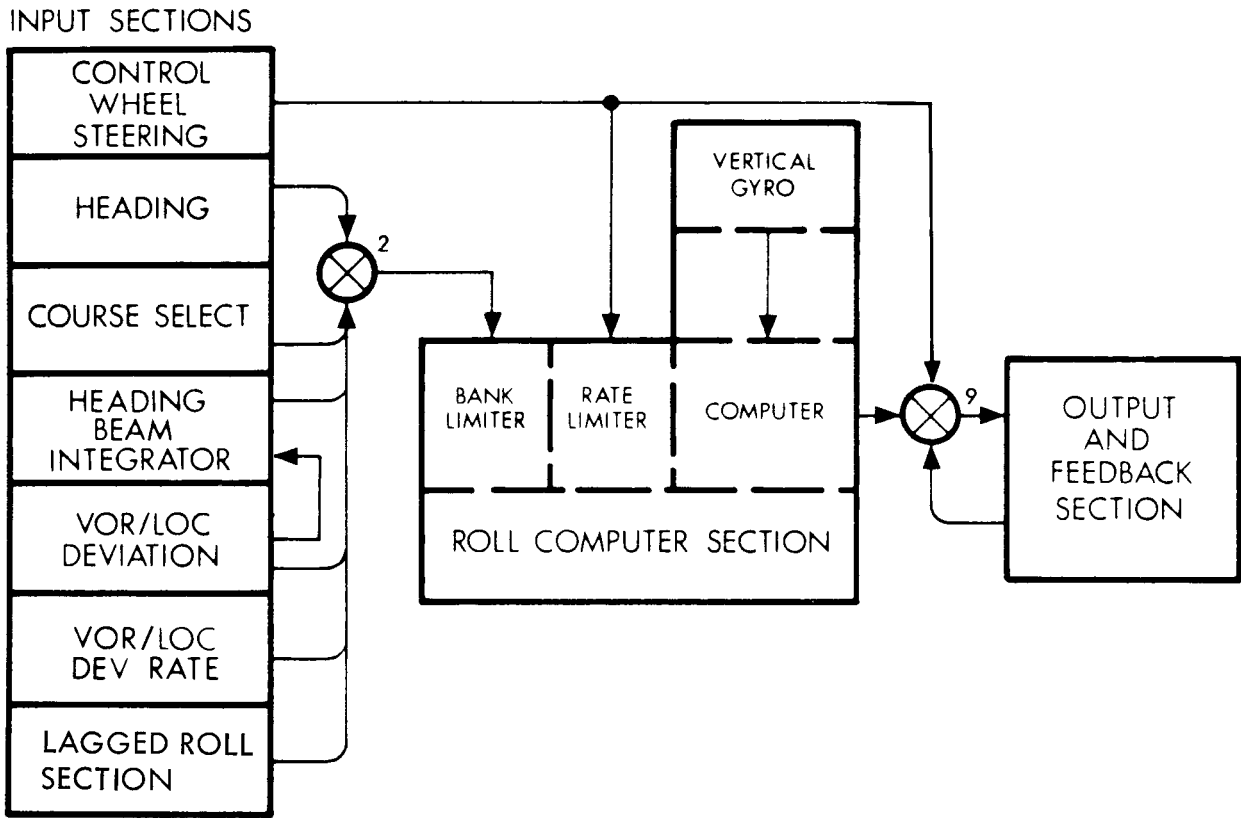 INPUT SECTIONS
CONTROL
WHEEL
STEERING
HEADING
COURSE SELECT
HEADING
BEAM
INTEGRATOR
VOR/LOC
DEVIATION
VOR/LOC
DEV RATE
LAGGED ROLL
SECTION
2
VERTICAL
GYRO
BANK
LIMITER
RATE
LIMITER
COMPUTER
ROLL COMPUTER SECTION
9
OUTPUT
AND
FEEDBACK
SECTION